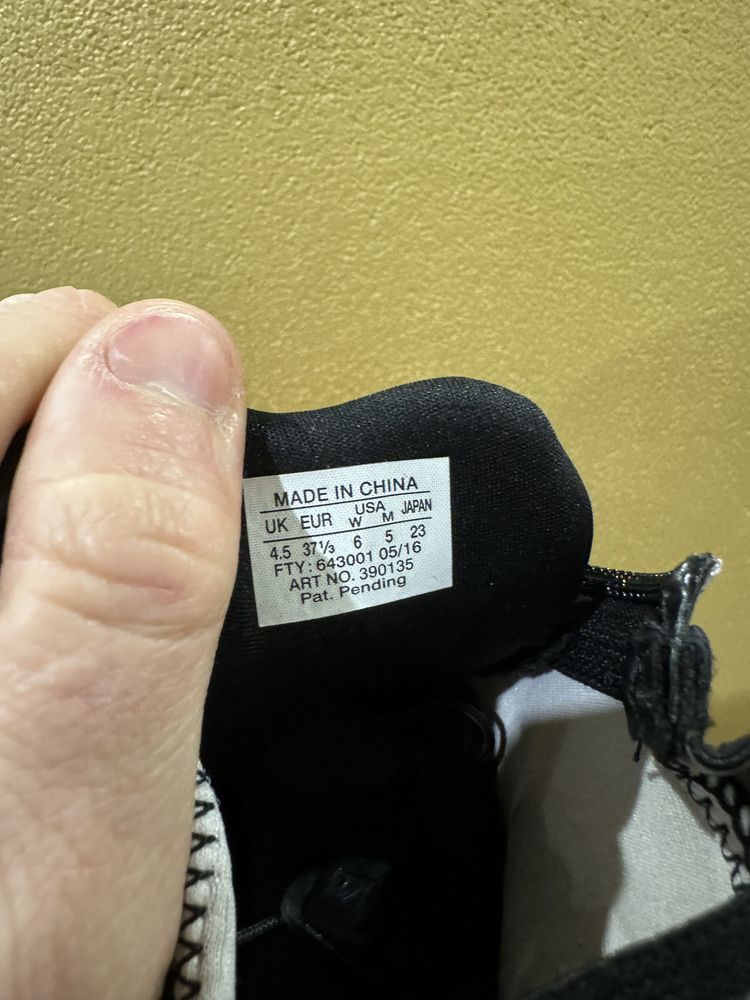 MADE IN CHINA
UK EUR USA W M JAPAN
4.5 37⅓ 6 5 23
FTY: 643001 05/16
ART NO. 390135
Pat. Pending